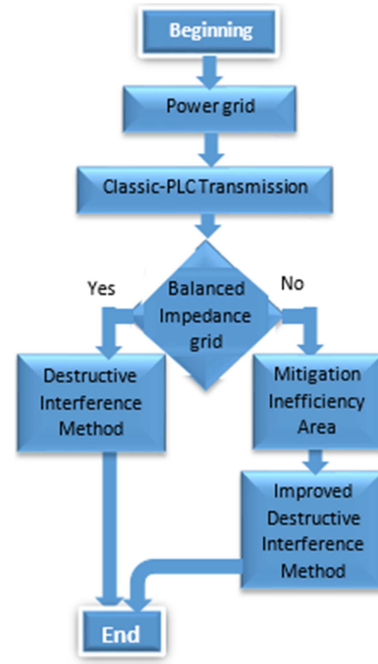 Beginning
Power grid
Classic-PLC Transmission
Balanced
Impedance
grid
Yes
No
Destructive
Interference
Method
Mitigation
Inefficiency
Area
Improved
Destructive
Interference
Method
End